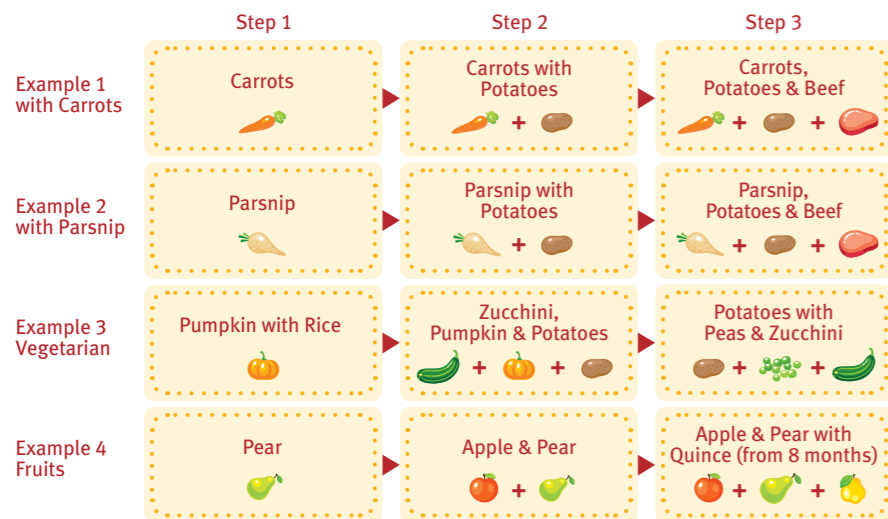 Step 1
Step 2
Step 3
Example 1
with Carrots
Carrots
Carrots with
Potatoes
+
Carrots,
Potatoes & Beef
+ +
Example 2
with Parsnip
Parsnip
Parsnip with
Potatoes
+
Parsnip,
Potatoes & Beef
+ +
Example 3
Vegetarian
Pumpkin with Rice
Zucchini,
Pumpkin & Potatoes
+ +
Potatoes with
Peas & Zucchini
+ +
Example 4
Fruits
Pear
Apple & Pear
+
Apple & Pear with
Quince (from 8 months)
+ +